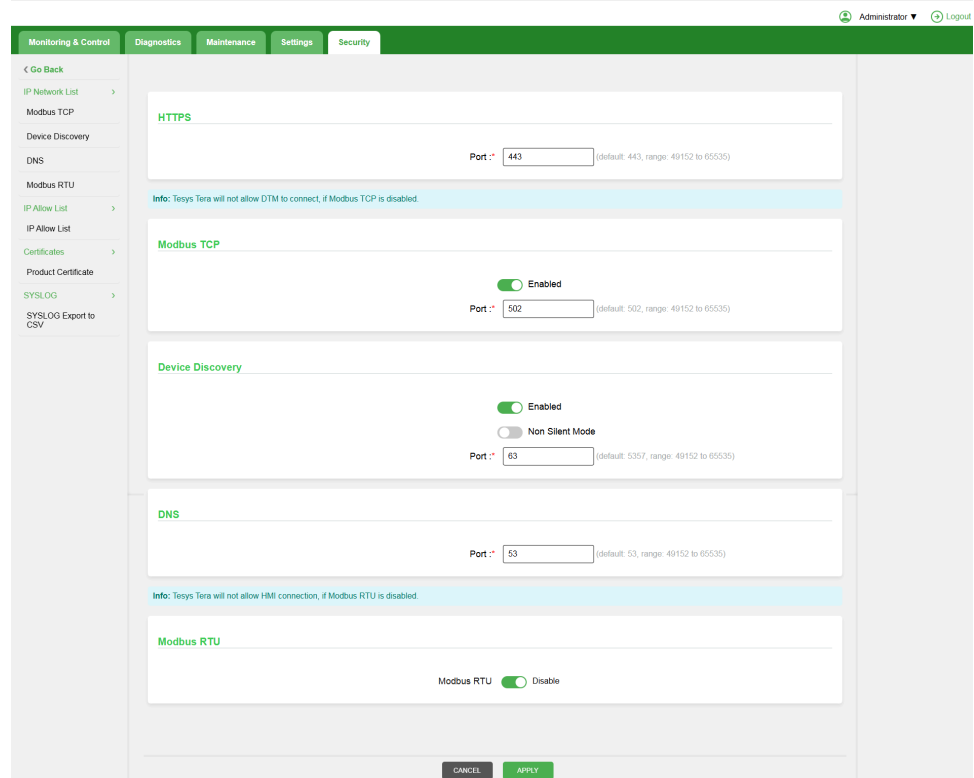 Administrator ▼ Logout
Monitoring & Control Diagnostics Maintenance Settings Security
Go Back
IP Network List
Modbus TCP
Device Discovery
DNS
Modbus RTU
IP Allow List
IP Allow List
Certificates
Product Certificate
SYSLOG
SYSLOG Export to
CSV
HTTPS
Port :* 443 (default: 443, range: 49152 to 65535)
Info: Tesys Tera will not allow DTM to connect, if Modbus TCP is disabled.
Modbus TCP
Enabled
Port :* 502 (default: 502, range: 49152 to 65535)
Device Discovery
Enabled
Non Silent Mode
Port :* 63 (default: 5357, range: 49152 to 65535)
DNS
Port :* 53 (default: 53, range: 49152 to 65535)
Info: Tesys Tera will not allow HMI connection, if Modbus RTU is disabled.
Modbus RTU
Modbus RTU Disable
CANCEL APPLY